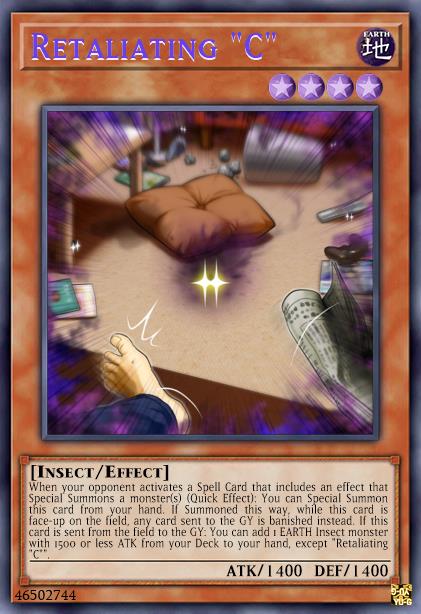 RETALIATING "C"
EARTH
地
[INSECT/EFFECT]
When your opponent activates a Spell Card that includes an effect that
Special Summons a monster(s) (Quick Effect): You can Special Summon
this card from your hand. If Summoned this way, while this card is
face-up on the field, any card sent to the GY is banished instead. If this
card is sent from the field to the GY: You can add 1 EARTH Insect monster
with 1500 or less ATK from your Deck to your hand, except "Retaliating
"C"".
ATK/1400 DEF/1400
46502744